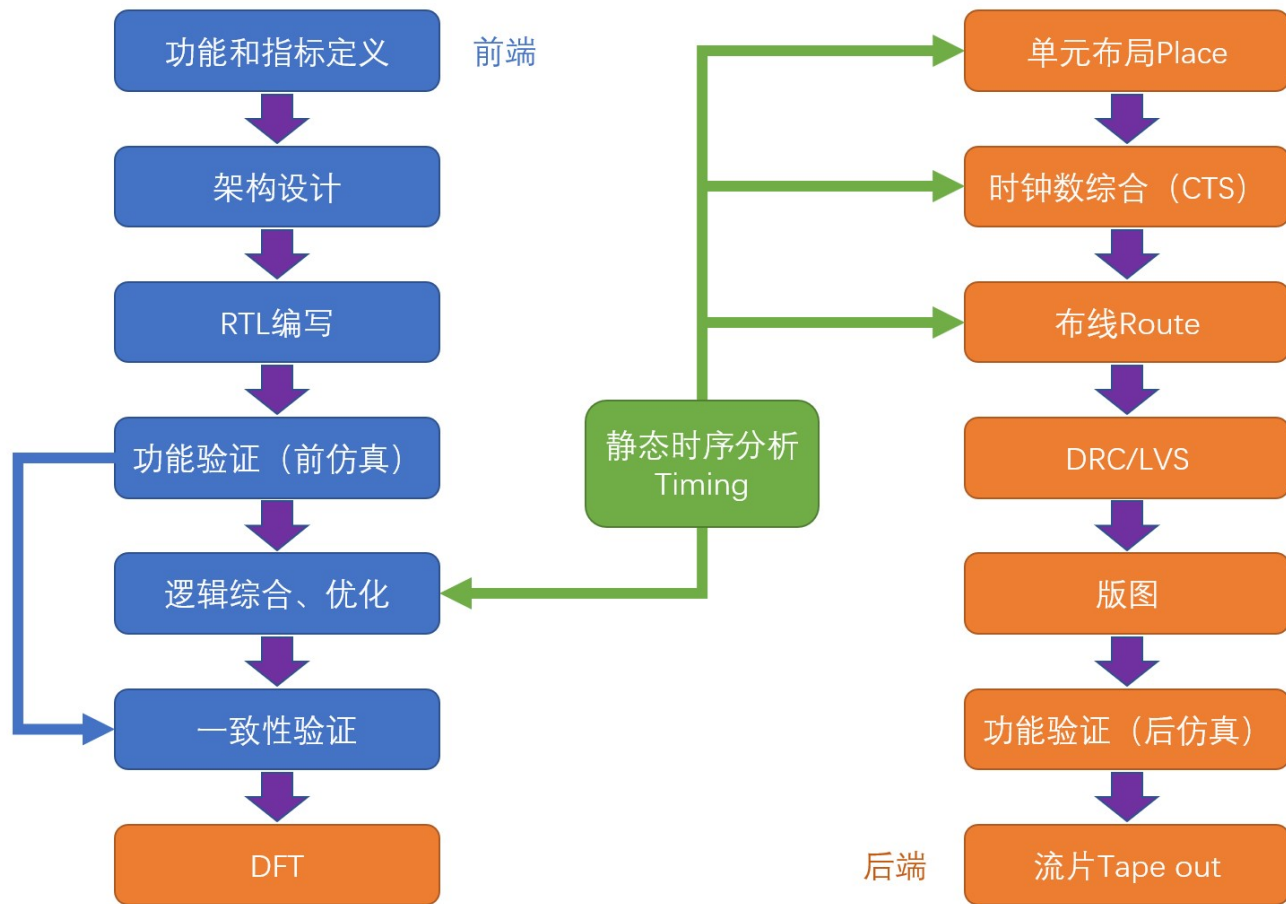 功能和指标定义
前端
架构设计
RTL编写
功能验证（前仿真）
逻辑综合、优化
一致性验证
DFT
静态时序分析
Timing
单元布局Place
时钟数综合（CTS）
布线Route
DRC/LVS
版图
功能验证（后仿真）
后端
流片Tape out